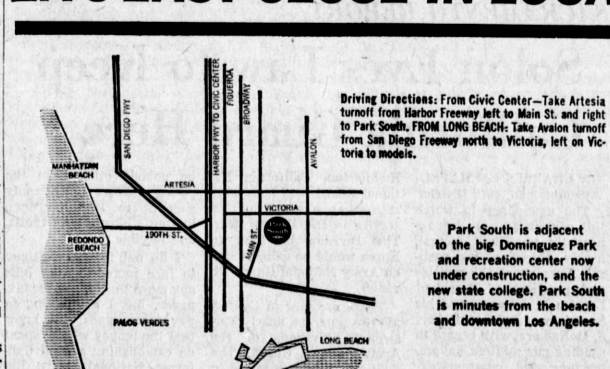 Driving Directions: From Civic Center—Take Artesia
turnoff from Harbor Freeway left to Main St. and right
to Park South, FROM LONG BEACH: Take Avalon turnoff
from San Diego Freeway north to Victoria, left on Vic-
toria to models.
SAN DIEGO FWY
HARBOR FWY TO CIVIC CENTER
FIGUEROA
BROADWAY
AVALON
MANHATTAN
BEACH
ARTESIA
VICTORIA
190TH ST.
MAIN ST.
Park
South
REDONDO
BEACH
PALOS VERDES
LONG BEACH
Park South is adjacent
to the big Dominguez Park
and recreation center now
under construction, and the
new state college. Park South
is minutes from the beach
and downtown Los Angeles.